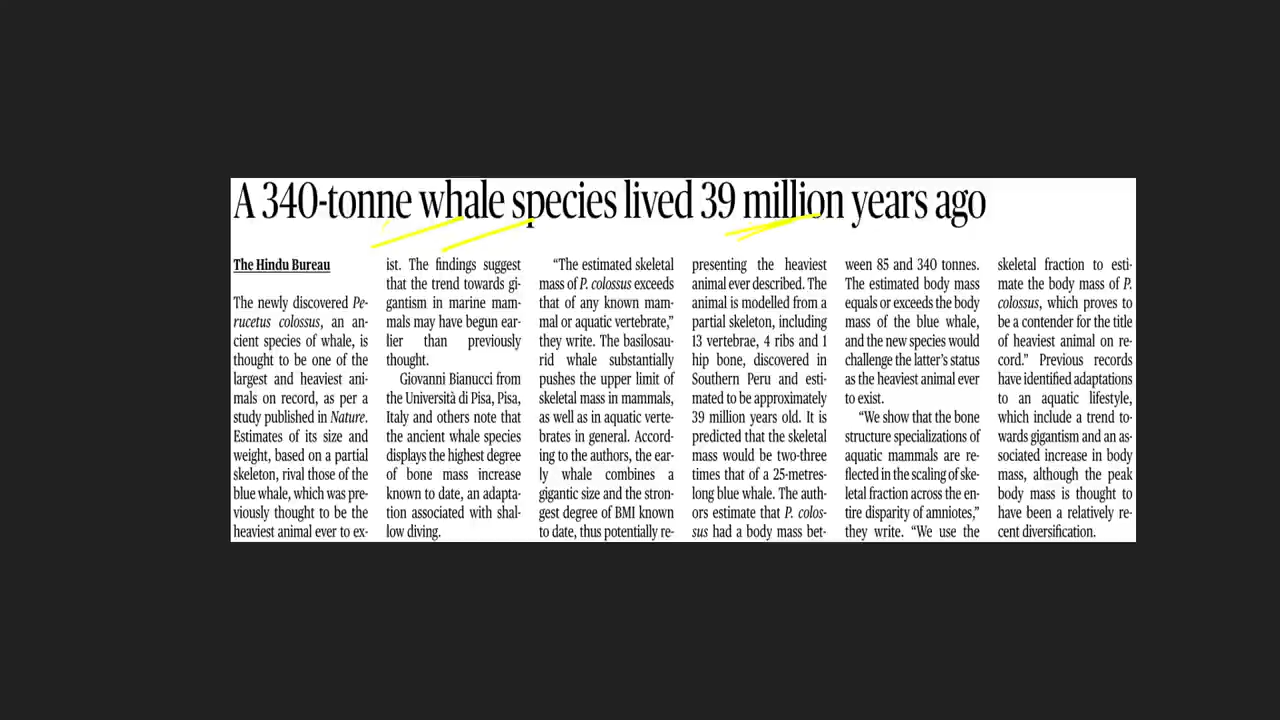 A 340-tonne whale species lived 39 million years ago
The Hindu Bureau
The newly discovered Pe-
rucetus colossus, an an-
cient species of whale, is
thought to be one of the
largest and heaviest ani-
mals on record, as per a
study published in Nature.
Estimates of its size and
weight, based on a partial
skeleton, rival those of the
blue whale, which was pre-
viously thought to be the
heaviest animal ever to ex-
ist. The findings suggest
that the trend towards gi-
gantism in marine mam-
mals may have begun ear-
lier than previously
thought.
Giovanni Bianucci from
the Università di Pisa, Pisa,
Italy and others note that
the ancient whale species
displays the highest degree
of bone mass increase
known to date, an adapta-
tion associated with shal-
low diving.
“The estimated skeletal
mass of P. colossus exceeds
that of any known mam-
mal or aquatic vertebrate,”
they write. The basilosau-
rid whale substantially
pushes the upper limit of
skeletal mass in mammals,
as well as in aquatic verte-
brates in general. Accord-
ing to the authors, the ear-
ly whale combines a
gigantic size and the stron-
gest degree of BMI known
to date, thus potentially re-
presenting the heaviest
animal ever described. The
animal is modelled from a
partial skeleton, including
13 vertebrae, 4 ribs and 1
hip bone, discovered in
Southern Peru and esti-
mated to be approximately
39 million years old. It is
predicted that the skeletal
mass would be two-three
times that of a 25-metres-
long blue whale. The auth-
ors estimate that P. colos-
sus had a body mass bet-
ween 85 and 340 tonnes.
The estimated body mass
equals or exceeds the body
mass of the blue whale,
and the new species would
challenge the latter’s status
as the heaviest animal ever
to exist.
“We show that the bone
structure specializations of
aquatic mammals are re-
flected in the scaling of ske-
letal fraction across the en-
tire disparity of amniotes,”
they write. “We use the
skeletal fraction to esti-
mate the body mass of P.
colossus, which proves to
be a contender for the title
of heaviest animal on re-
cord.” Previous records
have identified adaptations
to an aquatic lifestyle,
which include a trend to-
wards gigantism and an as-
sociated increase in body
mass, although the peak
body mass is thought to
have been a relatively re-
cent diversification.